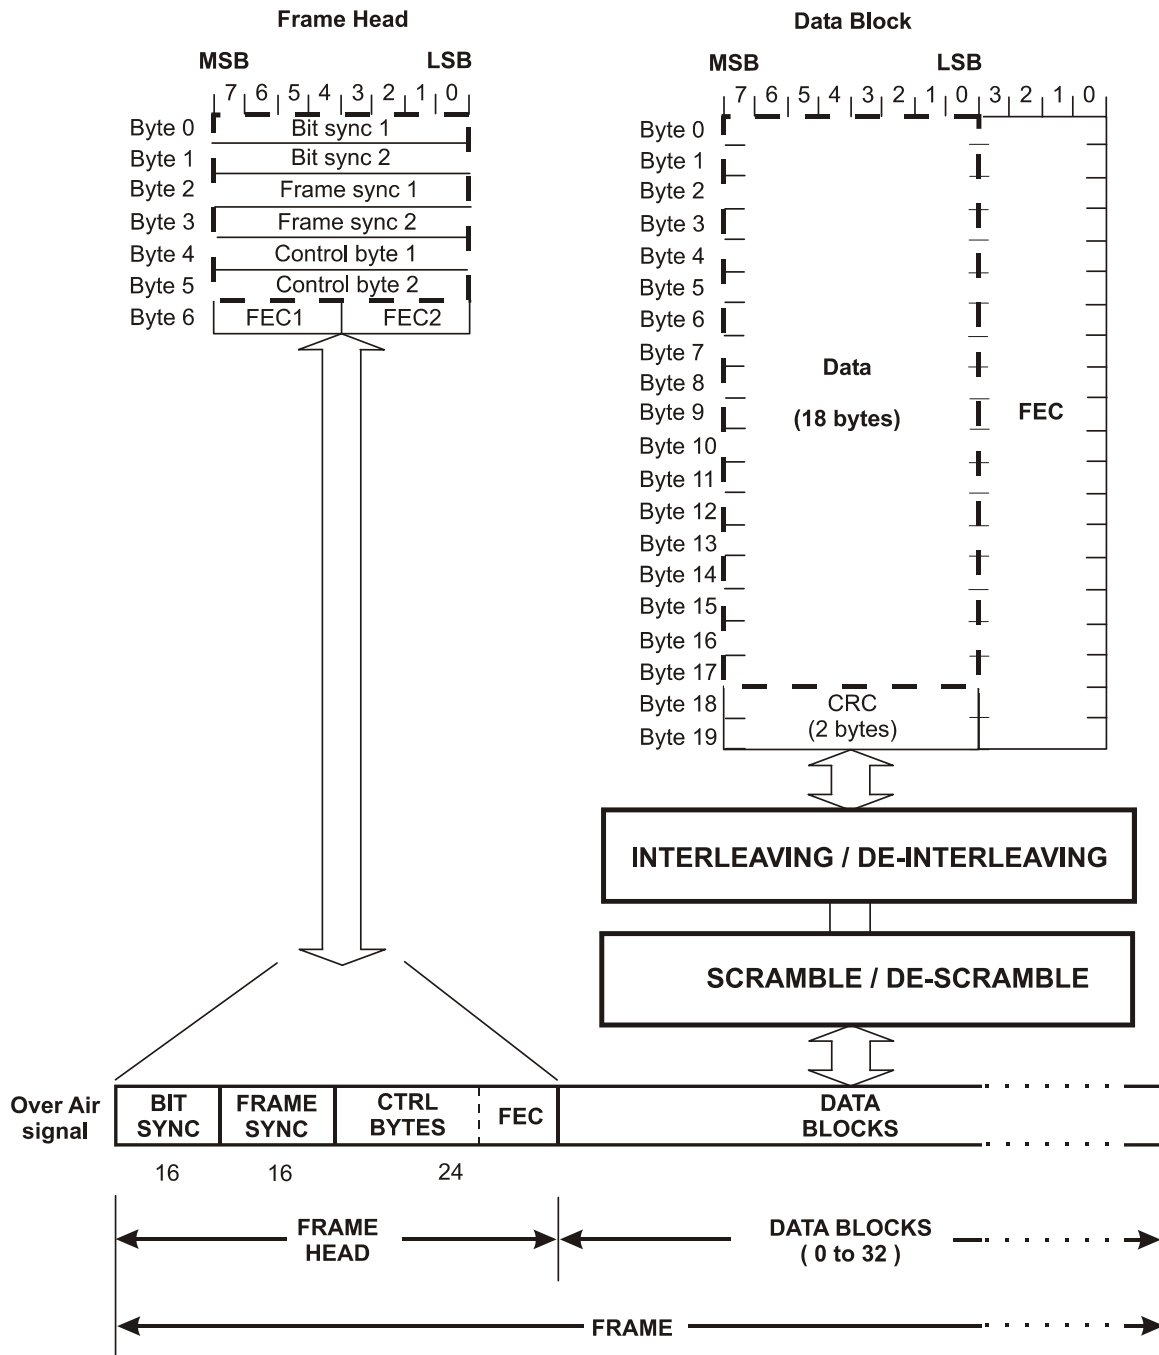 Frame Head
MSB LSB
7 6 5 4 3 2 1 0
Byte 0 Bit sync 1
Byte 1 Bit sync 2
Byte 2 Frame sync 1
Byte 3 Frame sync 2
Byte 4 Control byte 1
Byte 5 Control byte 2
Byte 6 FEC1 FEC2
Data Block
MSB LSB
7 6 5 4 3 2 1 0 3 2 1 0
Byte 0
Byte 1
Byte 2
Byte 3
Byte 4
Byte 5
Byte 6
Byte 7
Byte 8
Byte 9
Byte 10
Byte 11
Byte 12
Byte 13
Byte 14
Byte 15
Byte 16
Byte 17
Byte 18
Byte 19
Data
(18 bytes)
FEC
CRC
(2 bytes)
INTERLEAVING / DE-INTERLEAVING
SCRAMBLE / DE-SCRAMBLE
Over Air
signal
BIT
SYNC
FRAME
SYNC
CTRL
BYTES
FEC
DATA
BLOCKS
16 16 24
FRAME
HEAD
DATA BLOCKS
( 0 to 32 )
FRAME